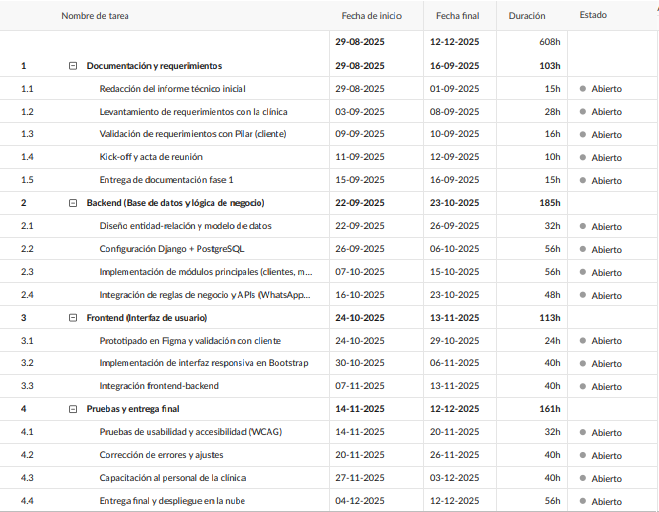 Nombre de tarea Fecha de inicio Fecha final Duración Estado
29-08-2025 12-12-2025 608h
1 Documentación y requerimientos 29-08-2025 16-09-2025 103h
1.1 Redacción del informe técnico inicial 29-08-2025 01-09-2025 15h Abierto
1.2 Levantamiento de requerimientos con la clínica 03-09-2025 08-09-2025 28h Abierto
1.3 Validación de requerimientos con Pilar (cliente) 09-09-2025 10-09-2025 16h Abierto
1.4 Kick-off y acta de reunión 11-09-2025 12-09-2025 10h Abierto
1.5 Entrega de documentación fase 1 15-09-2025 16-09-2025 15h Abierto
2 Backend (Base de datos y lógica de negocio) 22-09-2025 23-10-2025 185h
2.1 Diseño entidad-relación y modelo de datos 22-09-2025 26-09-2025 32h Abierto
2.2 Configuración Django + PostgreSQL 26-09-2025 06-10-2025 56h Abierto
2.3 Implementación de módulos principales (clientes, m... 07-10-2025 15-10-2025 56h Abierto
2.4 Integración de reglas de negocio y APIs (WhatsApp... 16-10-2025 23-10-2025 48h Abierto
3 Frontend (Interfaz de usuario) 24-10-2025 13-11-2025 113h
3.1 Prototipado en Figma y validación con cliente 24-10-2025 29-10-2025 24h Abierto
3.2 Implementación de interfaz responsiva en Bootstrap 30-10-2025 06-11-2025 40h Abierto
3.3 Integración frontend-backend 07-11-2025 13-11-2025 40h Abierto
4 Pruebas y entrega final 14-11-2025 12-12-2025 161h
4.1 Pruebas de usabilidad y accesibilidad (WCAG) 14-11-2025 20-11-2025 32h Abierto
4.2 Corrección de errores y ajustes 20-11-2025 26-11-2025 40h Abierto
4.3 Capacitación al personal de la clínica 27-11-2025 03-12-2025 40h Abierto
4.4 Entrega final y despliegue en la nube 04-12-2025 12-12-2025 56h Abierto